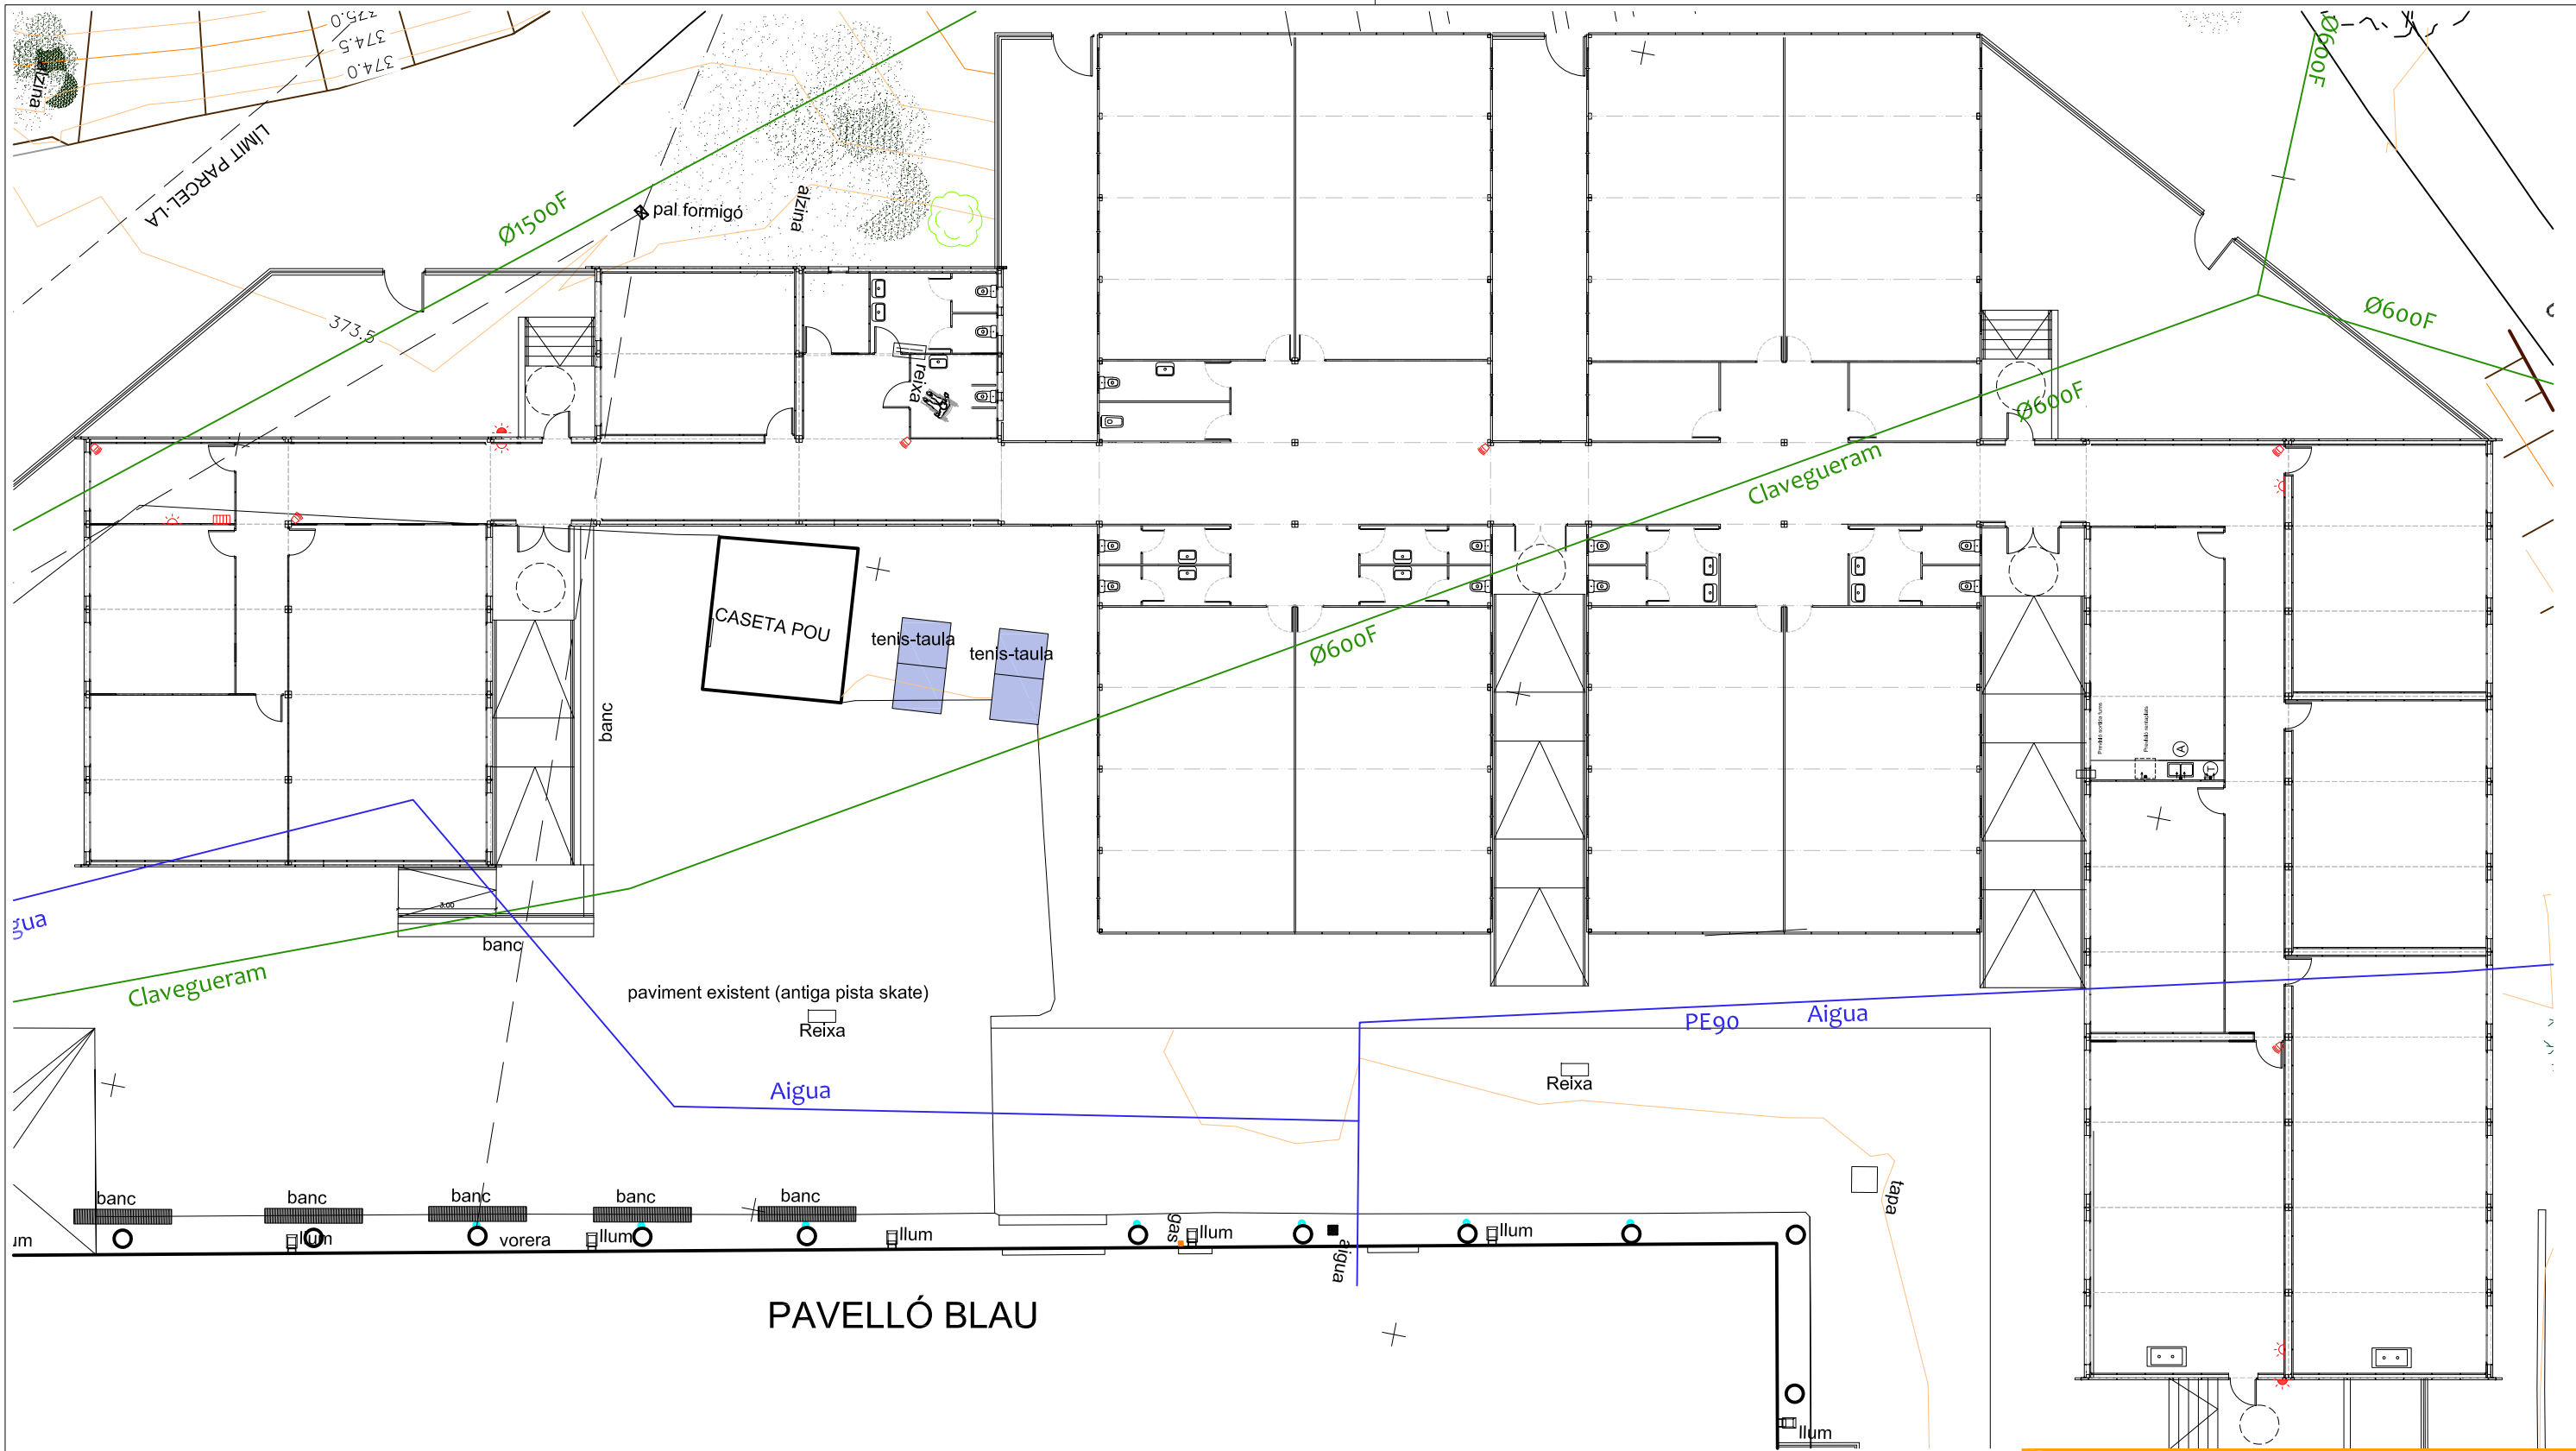 375.0
374.5
374.0
alzina
LÍMIT PARCEL·LA
Ø1500F
pal formigó
alzina
Ø600F
373.5
Ø600F
reixa
Ø600F
Clavegueram
CASETA POU
tenis-taula
tenis-taula
Ø600F
banc
A
T
3.00
gua
banc
Clavegueram
paviment existent (antiga pista skate)
Reixa
PE90
Aigua
Aigua
Reixa
tapa
banc
banc
banc
banc
banc
um
llum
vorera
llum
llum
gas
llum
aigua
llum
PAVELLÓ BLAU
llum